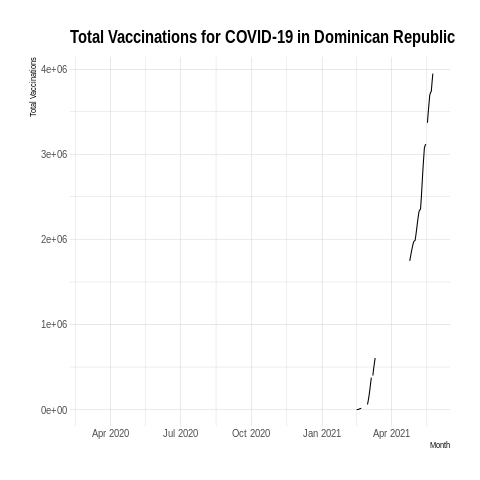 Total Vaccinations for COVID-19 in Dominican Republic
Total Vaccinations
4e+06
3e+06
2e+06
1e+06
0e+00
Apr 2020 Jul 2020 Oct 2020 Jan 2021 Apr 2021
Month